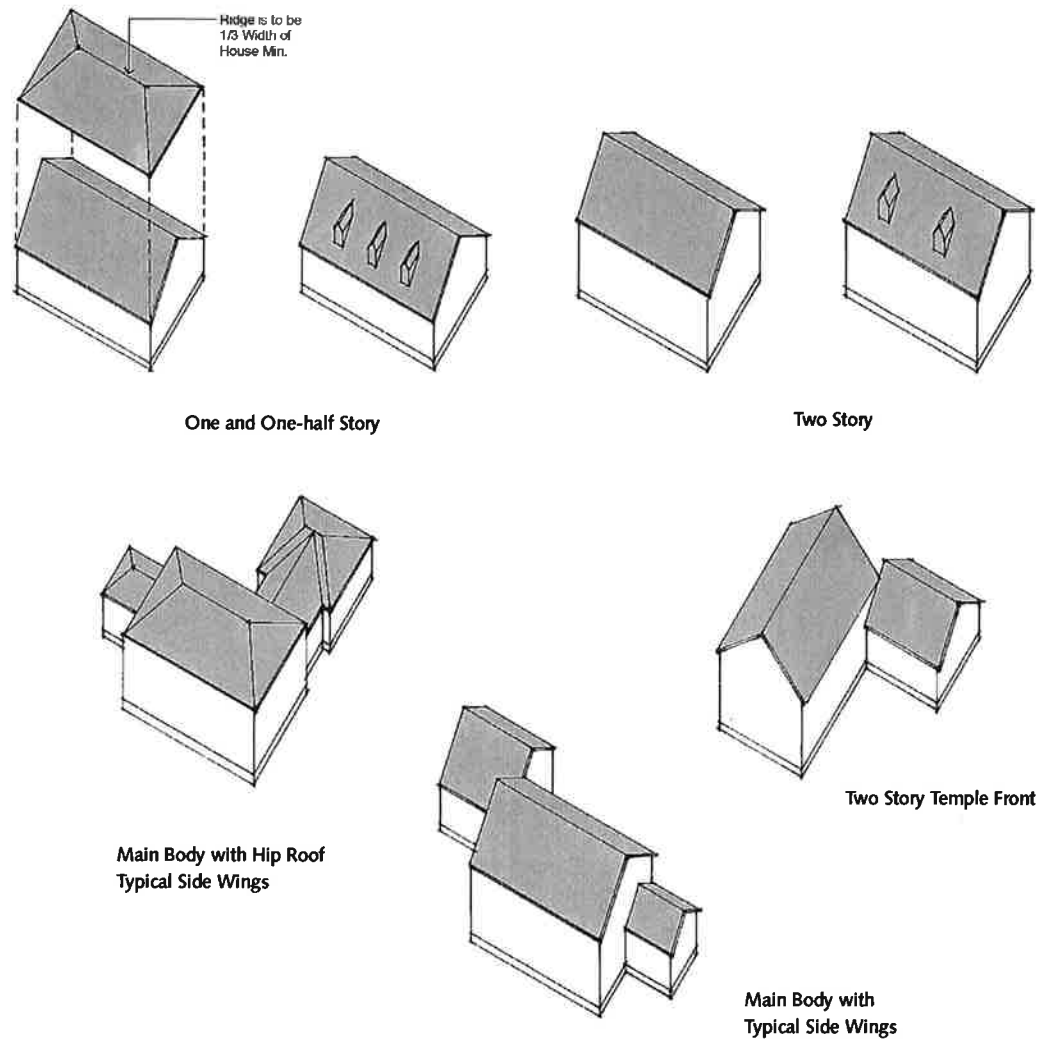 Ridge is to be
1/3 Width of
House Min.
One and One-half Story
Two Story
Two Story Temple Front
Main Body with Hip Roof
Typical Side Wings
Main Body with
Typical Side Wings